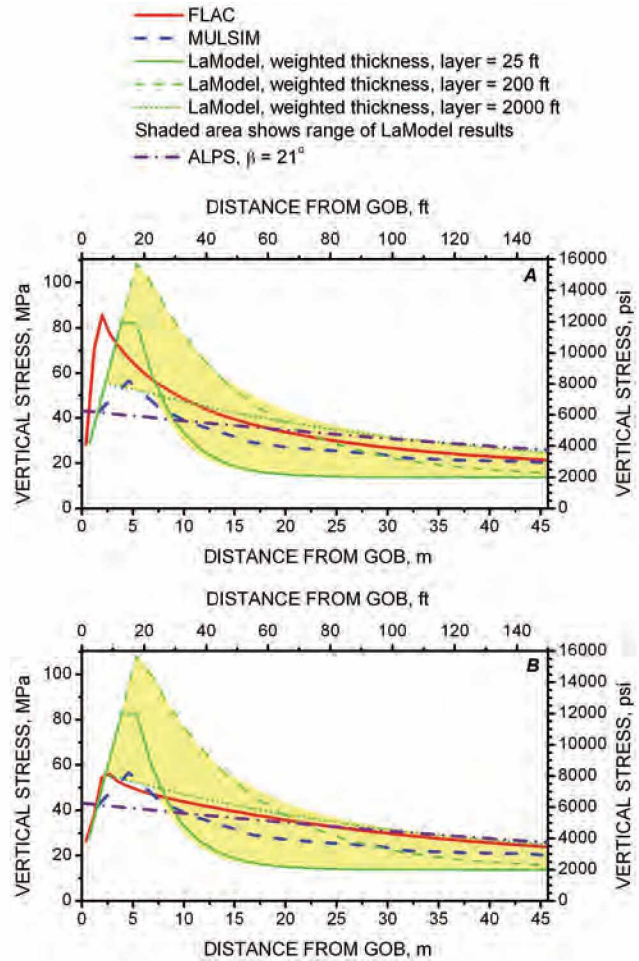 FLAC
MULSIM
LaModel, weighted thickness, layer = 25 ft
LaModel, weighted thickness, layer = 200 ft
LaModel, weighted thickness, layer = 2000 ft
Shaded area shows range of LaModel results
ALPS, β = 21°
DISTANCE FROM GOB, ft
0 20 40 60 80 100 120 140
A
VERTICAL STRESS, MPa
100
80
60
40
20
0
VERTICAL STRESS, psi
16000
14000
12000
10000
8000
6000
4000
2000
0
0 5 10 15 20 25 30 35 40 45
DISTANCE FROM GOB, m
DISTANCE FROM GOB, ft
0 20 40 60 80 100 120 140
B
VERTICAL STRESS, MPa
100
80
60
40
20
0
VERTICAL STRESS, psi
16000
14000
12000
10000
8000
6000
4000
2000
0
0 5 10 15 20 25 30 35 40 45
DISTANCE FROM GOB, m